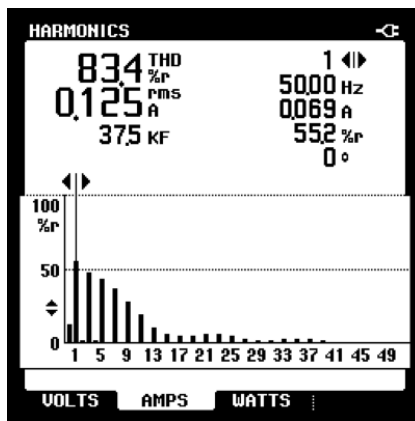 HARMONICS
83.4 THD %r
0.125 rms A
37.5 KF
1
50.00 Hz
0.069 A
55.2 %r
0 °
100
%r
50
0
1 5 9 13 17 21 25 29 33 37 41 45 49
VOLTS AMPS WATTS